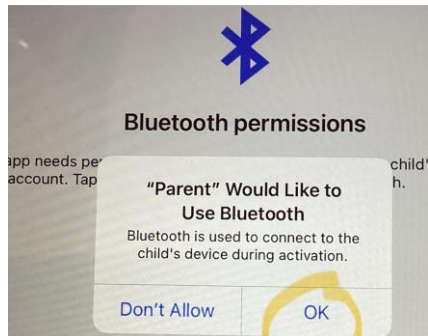 Bluetooth permissions
app needs pe child'
account. Tap h.
“Parent” Would Like to
Use Bluetooth
Bluetooth is used to connect to the
child's device during activation.
Don't Allow OK